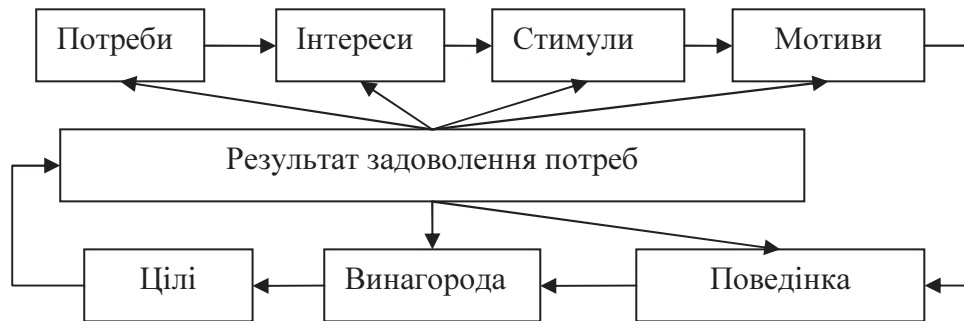 Потреби
Інтереси
Стимули
Мотиви
Результат задоволення потреб
Цілі
Винагорода
Поведінка